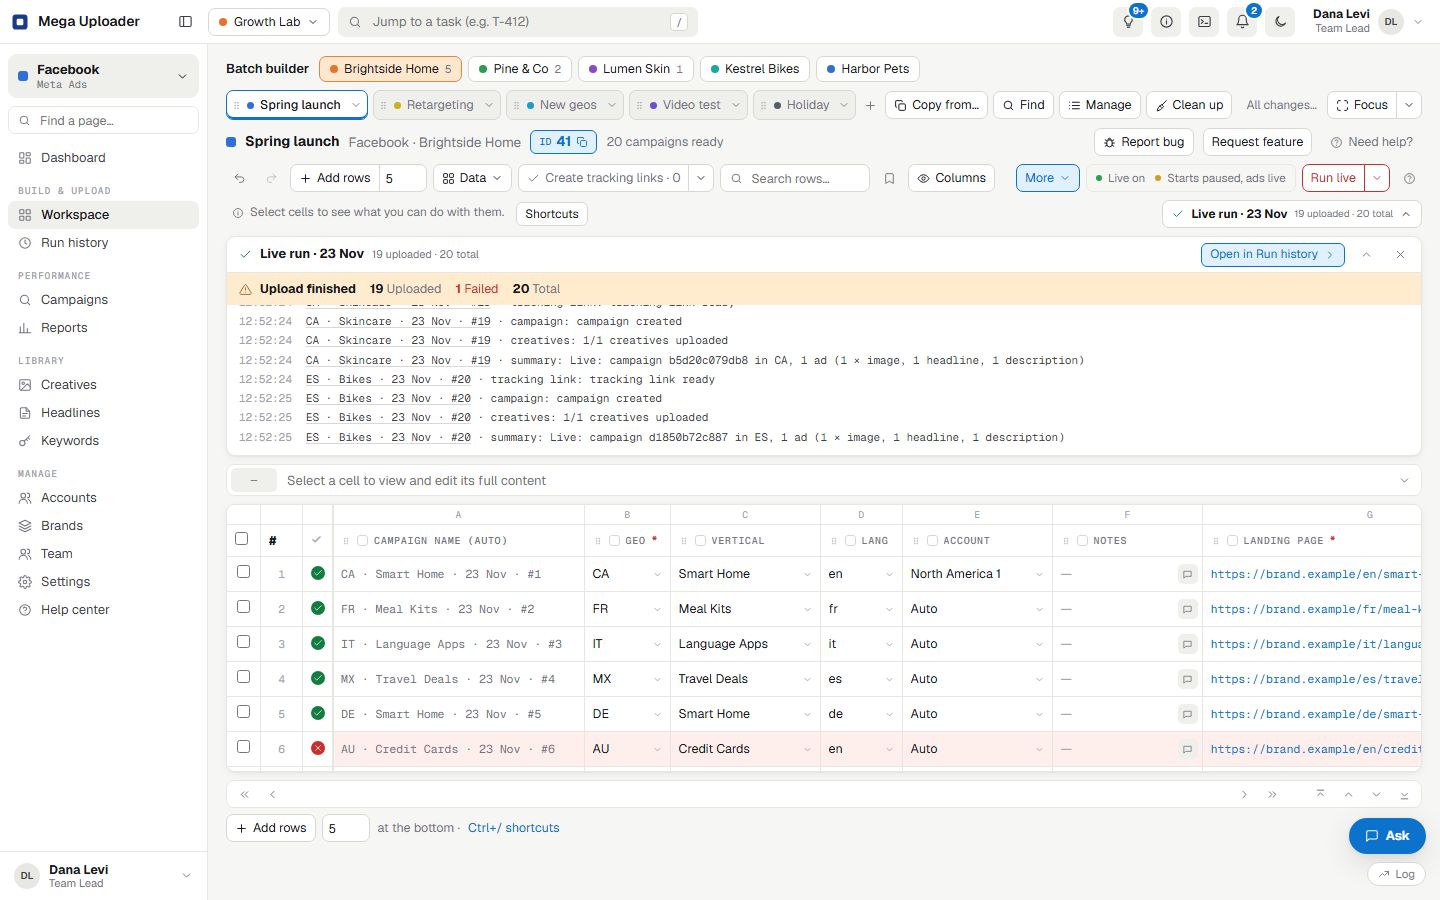 Mega Uploader
Growth Lab
Jump to a task (e.g. T-412)
/
9+
2
Dana Levi
Team Lead
DL
Facebook
Meta Ads
Find a page...
Dashboard
BUILD & UPLOAD
Workspace
Run history
PERFORMANCE
Campaigns
Reports
LIBRARY
Creatives
Headlines
Keywords
MANAGE
Accounts
Brands
Team
Settings
Help center
DL
Dana Levi
Team Lead
Batch builder
Brightside Home 5
Pine & Co 2
Lumen Skin 1
Kestrel Bikes
Harbor Pets
Spring launch
Retargeting
New geos
Video test
Holiday
Copy from...
Find
Manage
Clean up
All changes...
Focus
Spring launch
Facebook · Brightside Home
ID 41
20 campaigns ready
Report bug
Request feature
Need help?
Add rows
5
Data
Create tracking links · 0
Search rows...
Columns
More
Live on
Starts paused, ads live
Run live
Select cells to see what you can do with them.
Shortcuts
Live run · 23 Nov 19 uploaded · 20 total
Live run · 23 Nov 19 uploaded · 20 total
Open in Run history
Upload finished 19 Uploaded 1 Failed 20 Total
12:52:24 CA · Skincare · 23 Nov · #19 · campaign: campaign created
12:52:24 CA · Skincare · 23 Nov · #19 · creatives: 1/1 creatives uploaded
12:52:24 CA · Skincare · 23 Nov · #19 · summary: Live: campaign b5d20c079db8 in CA, 1 ad (1 × image, 1 headline, 1 description)
12:52:24 ES · Bikes · 23 Nov · #20 · tracking link: tracking link ready
12:52:25 ES · Bikes · 23 Nov · #20 · campaign: campaign created
12:52:25 ES · Bikes · 23 Nov · #20 · creatives: 1/1 creatives uploaded
12:52:25 ES · Bikes · 23 Nov · #20 · summary: Live: campaign d1850b72c887 in ES, 1 ad (1 × image, 1 headline, 1 description)
– Select a cell to view and edit its full content
A B C D E F G
# CAMPAIGN NAME (AUTO) GEO * VERTICAL LANG ACCOUNT NOTES LANDING PAGE *
1 CA · Smart Home · 23 Nov · #1 CA Smart Home en North America 1 — https://brand.example/en/smart-
2 FR · Meal Kits · 23 Nov · #2 FR Meal Kits fr Auto — https://brand.example/fr/meal-k
3 IT · Language Apps · 23 Nov · #3 IT Language Apps it Auto — https://brand.example/it/langua
4 MX · Travel Deals · 23 Nov · #4 MX Travel Deals es Auto — https://brand.example/es/travel
5 DE · Smart Home · 23 Nov · #5 DE Smart Home de Auto — https://brand.example/de/smart-
6 AU · Credit Cards · 23 Nov · #6 AU Credit Cards en Auto — https://brand.example/en/credit
Add rows
5
at the bottom · Ctrl+/ shortcuts
Ask
Log